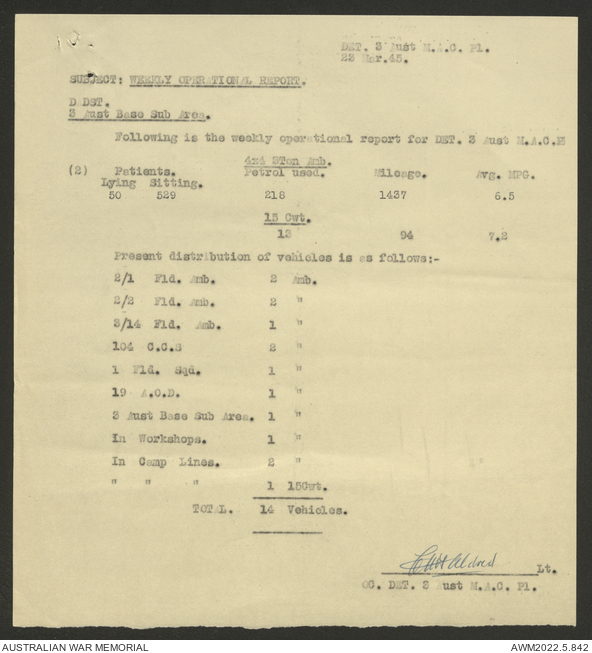 DET. 3 Aust M.A.C. Pl.
23 Mar.45.
SUBJECT: WEEKLY OPERATIONAL REPORT.
D DST.
3 Aust Base Sub Area.
Following is the weekly operational report for DET. 3 Aust M.A.C.Pl
4x4 3Ton Amb.
(2) Patients. Petrol used. Mileage. Avg. MPG.
Lying Sitting.
50 529 218 1437 6.5
15 Cwt.
13 94 7.2
Present distribution of vehicles is as follows:-
2/1 Fld. Amb. 2 Amb.
2/2 Fld. Amb. 2 "
3/14 Fld. Amb. 1 "
104 C.C.S 2 "
1 Fld. Sqd. 1 "
19 A.O.D. 1 "
3 Aust Base Sub Area. 1 "
In Workshops. 1 "
In Camp Lines. 2 "
" " " 1 15Cwt.
TOTAL. 14 Vehicles.
Aldred Lt.
OC. DET. 3 Aust M.A.C. Pl.
AUSTRALIAN WAR MEMORIAL
AWM2022.5.842